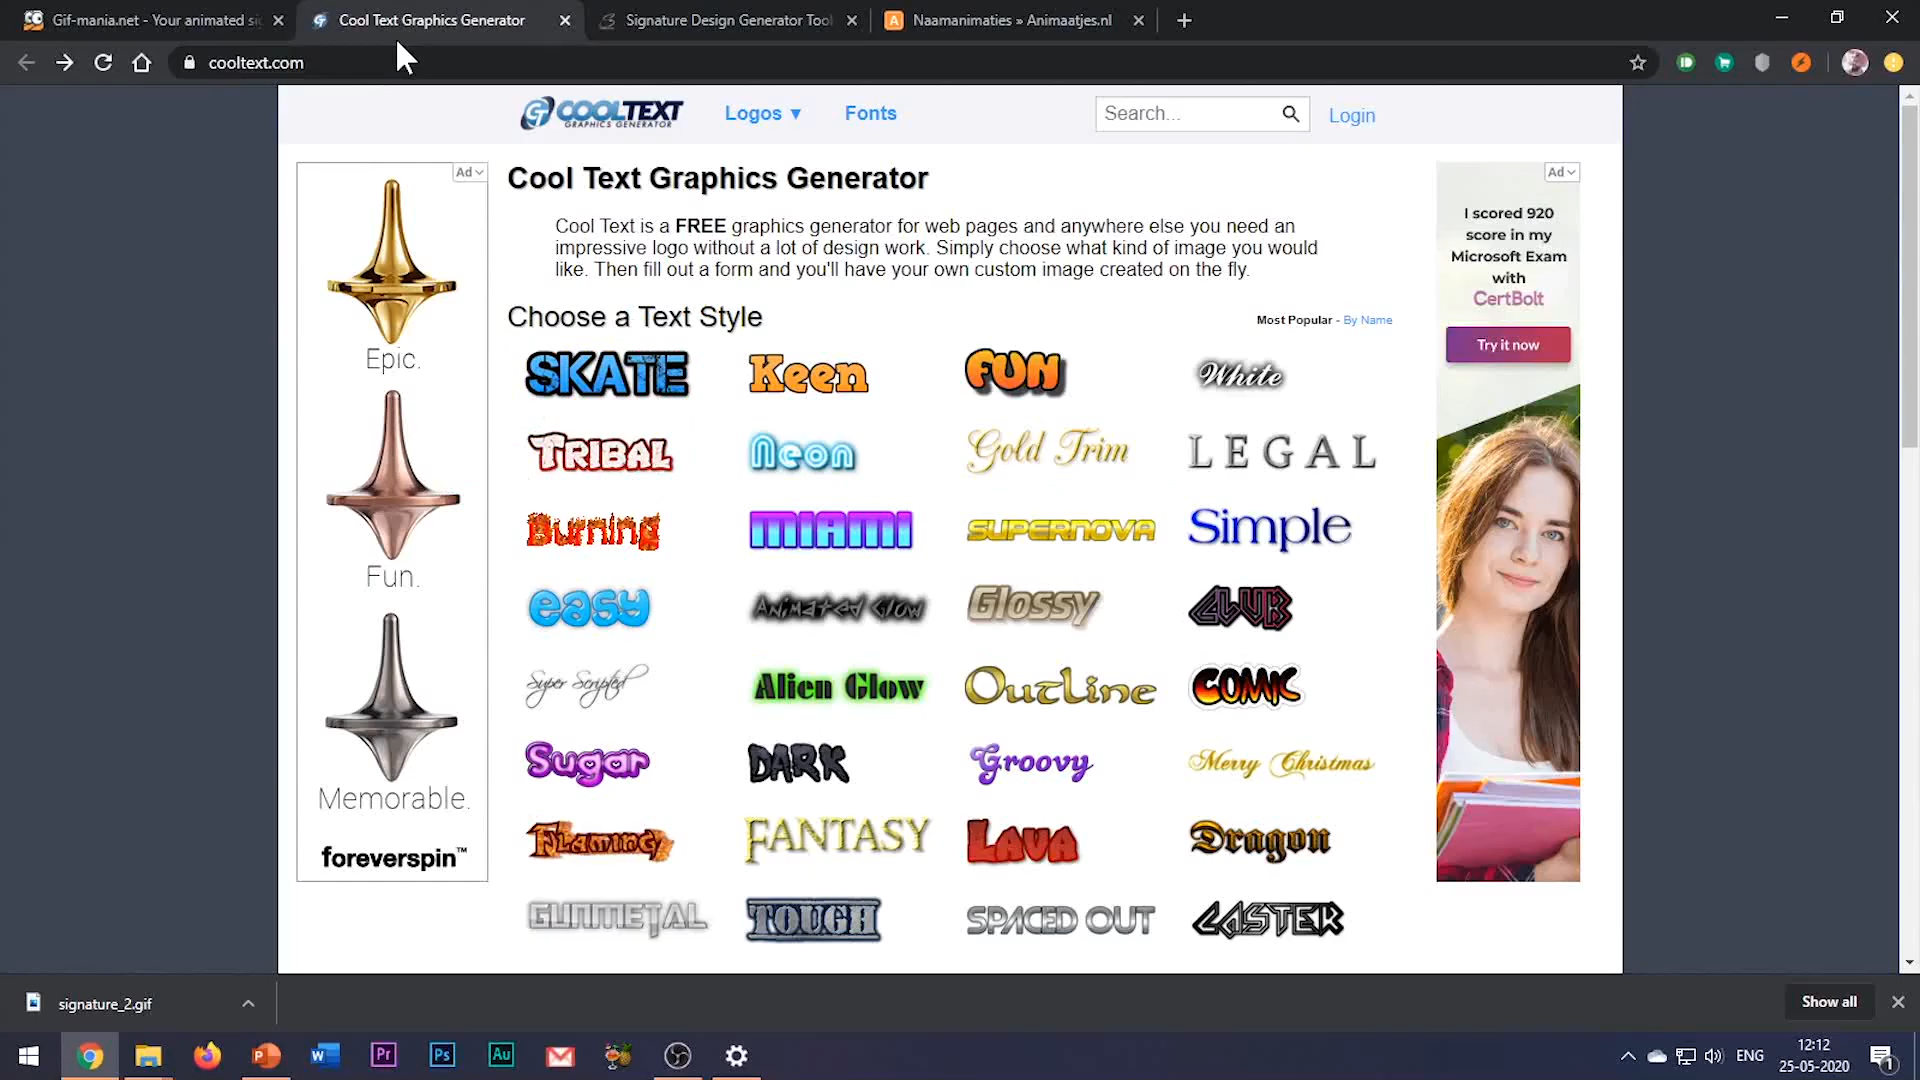 Gif-mania.net - Your animated si
Cool Text Graphics Generator
Signature Design Generator Tool
Naamanimaties » Animaatjes.nl
cooltext.com
COOLTEXT
GRAPHICS GENERATOR
Logos ▼
Fonts
Search...
Login
Ad
Epic.
Fun.
Memorable.
foreverspin™
Cool Text Graphics Generator
Cool Text is a FREE graphics generator for web pages and anywhere else you need an
impressive logo without a lot of design work. Simply choose what kind of image you would
like. Then fill out a form and you'll have your own custom image created on the fly.
Choose a Text Style
Most Popular - By Name
SKATE
Keen
FUN
White
TRIBAL
Neon
Gold Trim
LEGAL
Burning
MIAMI
SUPERNOVA
Simple
easy
Animated Glow
Glossy
CLUB
Super Scripted
Alien Glow
Outline
COMIC
Sugar
DARK
Groovy
Merry Christmas
FLAMING
FANTASY
LAVA
Dragon
GUNMETAL
TOUGH
SPACED OUT
CASTER
Ad
I scored 920
score in my
Microsoft Exam
with
CertBolt
Try it now
signature_2.gif
Show all
Pr
Ps
Au
ENG
12:12
25-05-2020
1